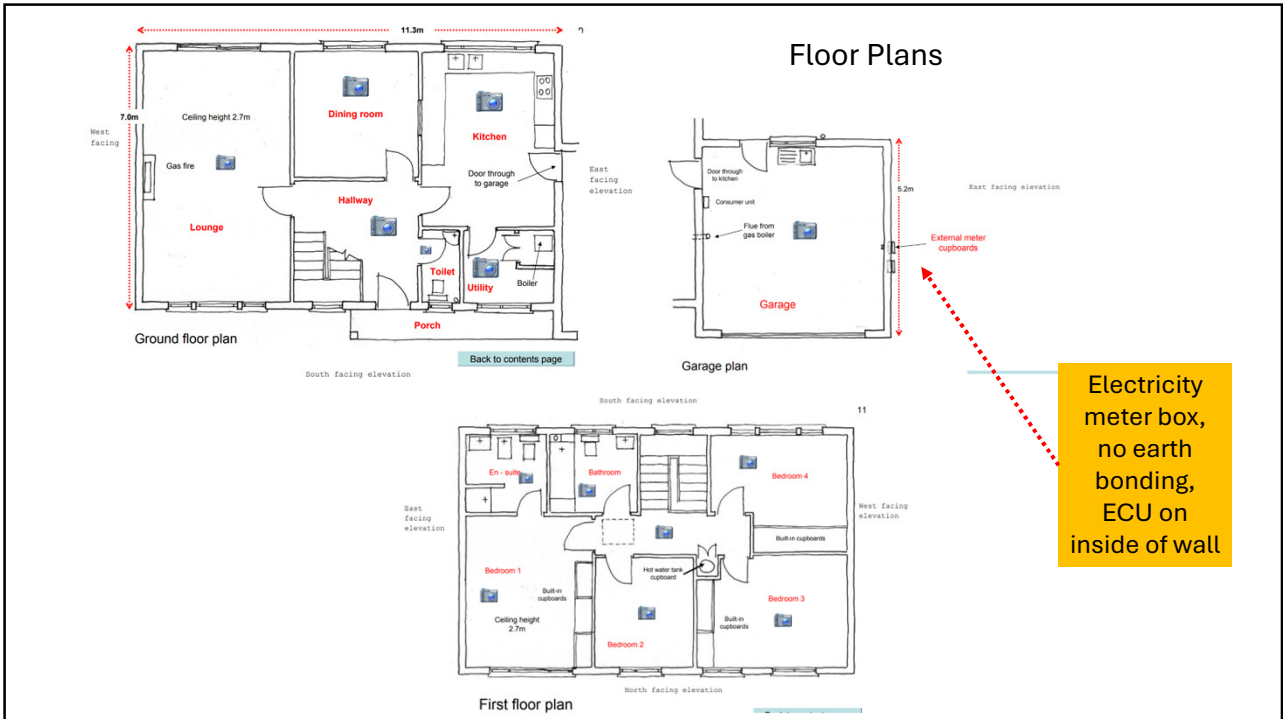 Floor Plans
11.3m
7.0m
West
facing
Ceiling height 2.7m
Gas fire
Lounge
Dining room
Kitchen
Door through
to garage
Hallway
Toilet
Utility
Boiler
Porch
East
facing
elevation
Ground floor plan
Back to contents page
South facing elevation
Door through
to kitchen
Consumer unit
Flue from
gas boiler
Garage
5.2m
East facing elevation
External meter
cupboards
Garage plan
Electricity
meter box,
no earth
bonding,
ECU on
inside of wall
South facing elevation
11
En - suite
Bathroom
Bedroom 4
East
facing
elevation
West facing
elevation
Built-in cupboards
Bedroom 1
Built-in
cupboards
Ceiling height
2.7m
Hot water tank
cupboard
Bedroom 2
Built-in
cupboards
Bedroom 3
North facing elevation
First floor plan